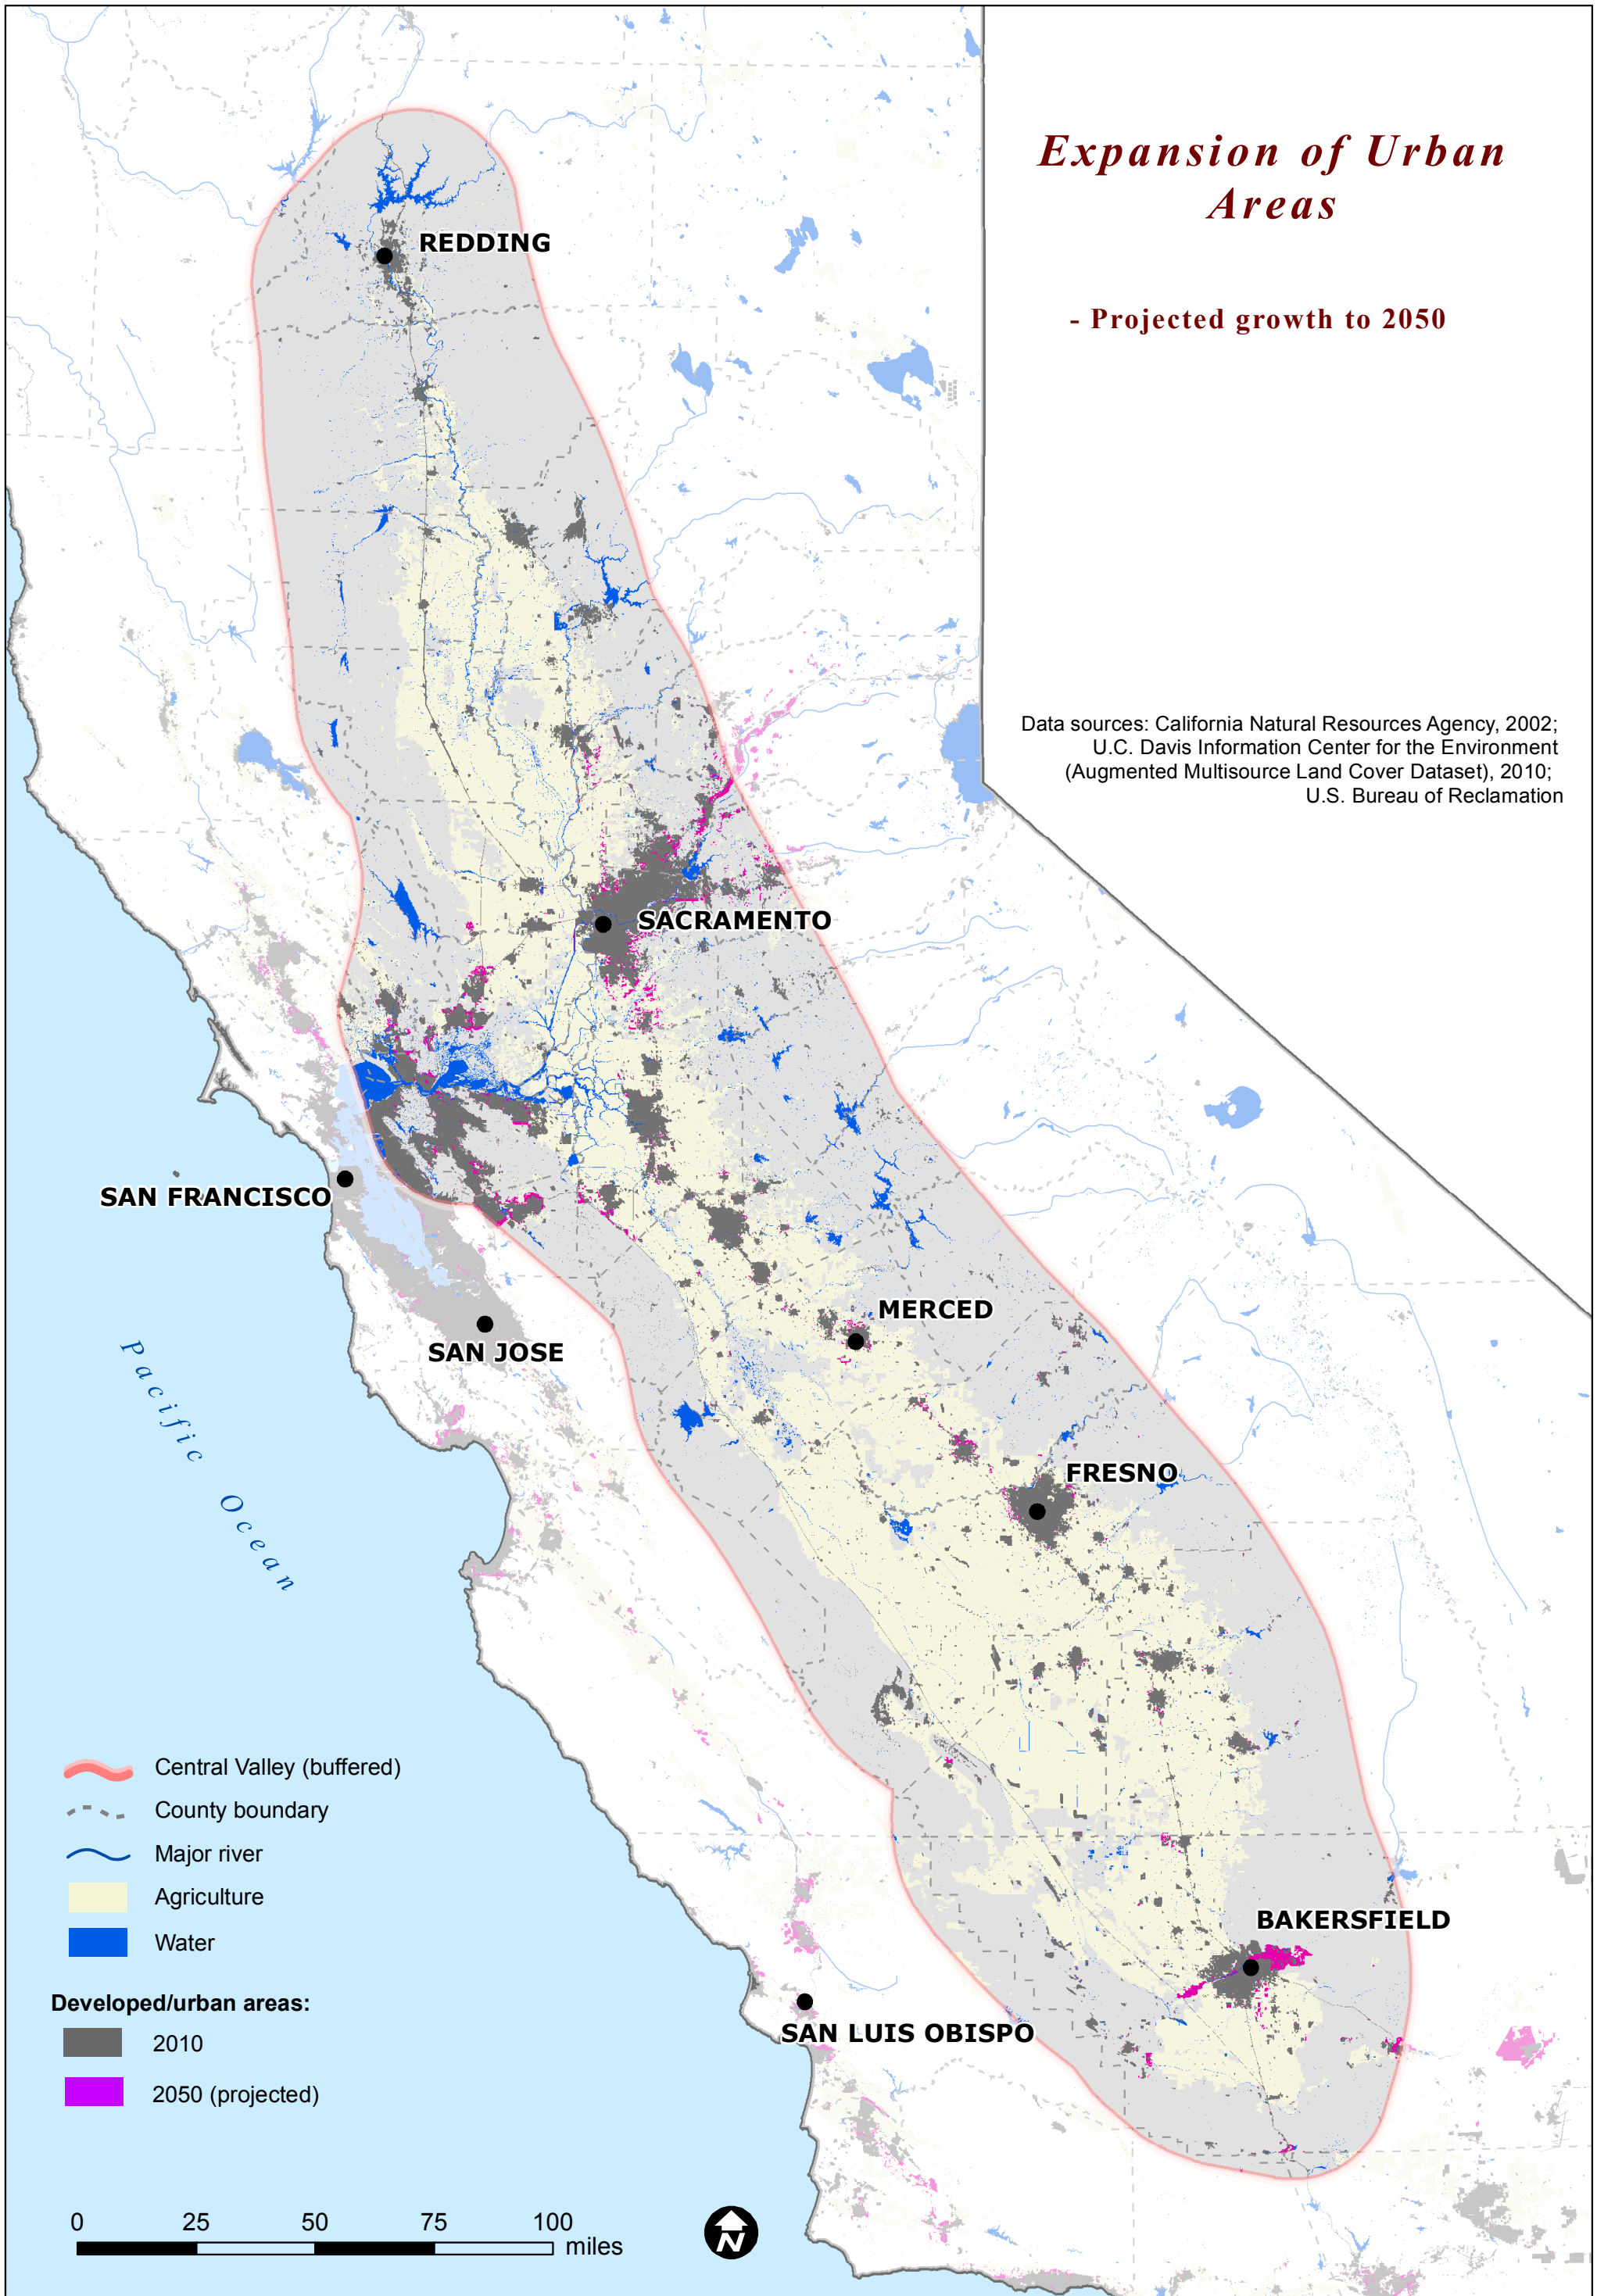 Expansion of Urban
Areas
- Projected growth to 2050
REDDING
Data sources: California Natural Resources Agency, 2002;
U.C. Davis Information Center for the Environment
(Augmented Multisource Land Cover Dataset), 2010;
U.S. Bureau of Reclamation
SACRAMENTO
SAN FRANCISCO
MERCED
SAN JOSE
Pacific Ocean
FRESNO
Central Valley (buffered)
County boundary
Major river
Agriculture
Water
BAKERSFIELD
Developed/urban areas:
2010
2050 (projected)
SAN LUIS OBISPO
0 25 50 75 100
miles
N